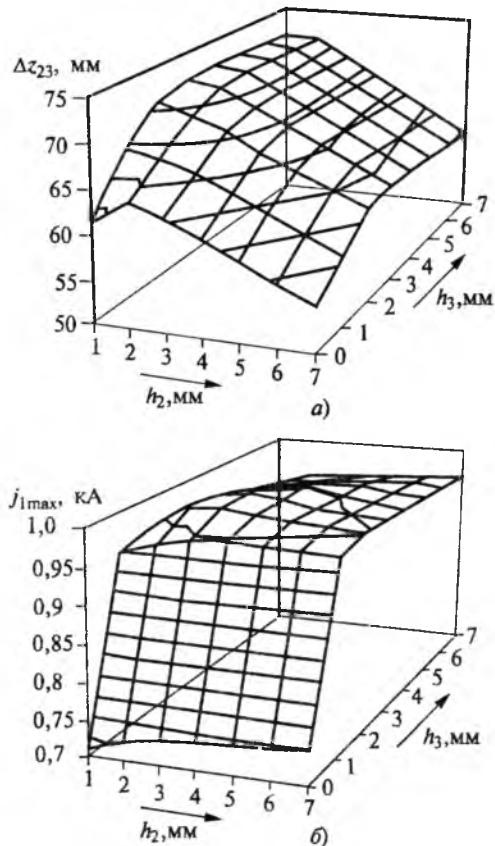 Δz₂₃, мм
75
70
65
60
55
50
1 2 3 4 5 6 7
h₂,мм
0 1 2 3 4 5 6 7
h₃,мм
а)
j₁max, кА
1,0
0,95
0,9
0,85
0,8
0,75
0,7
1 2 3 4 5 6 7
h₂,мм
0 1 2 3 4 5 6 7
h₃,мм
б)